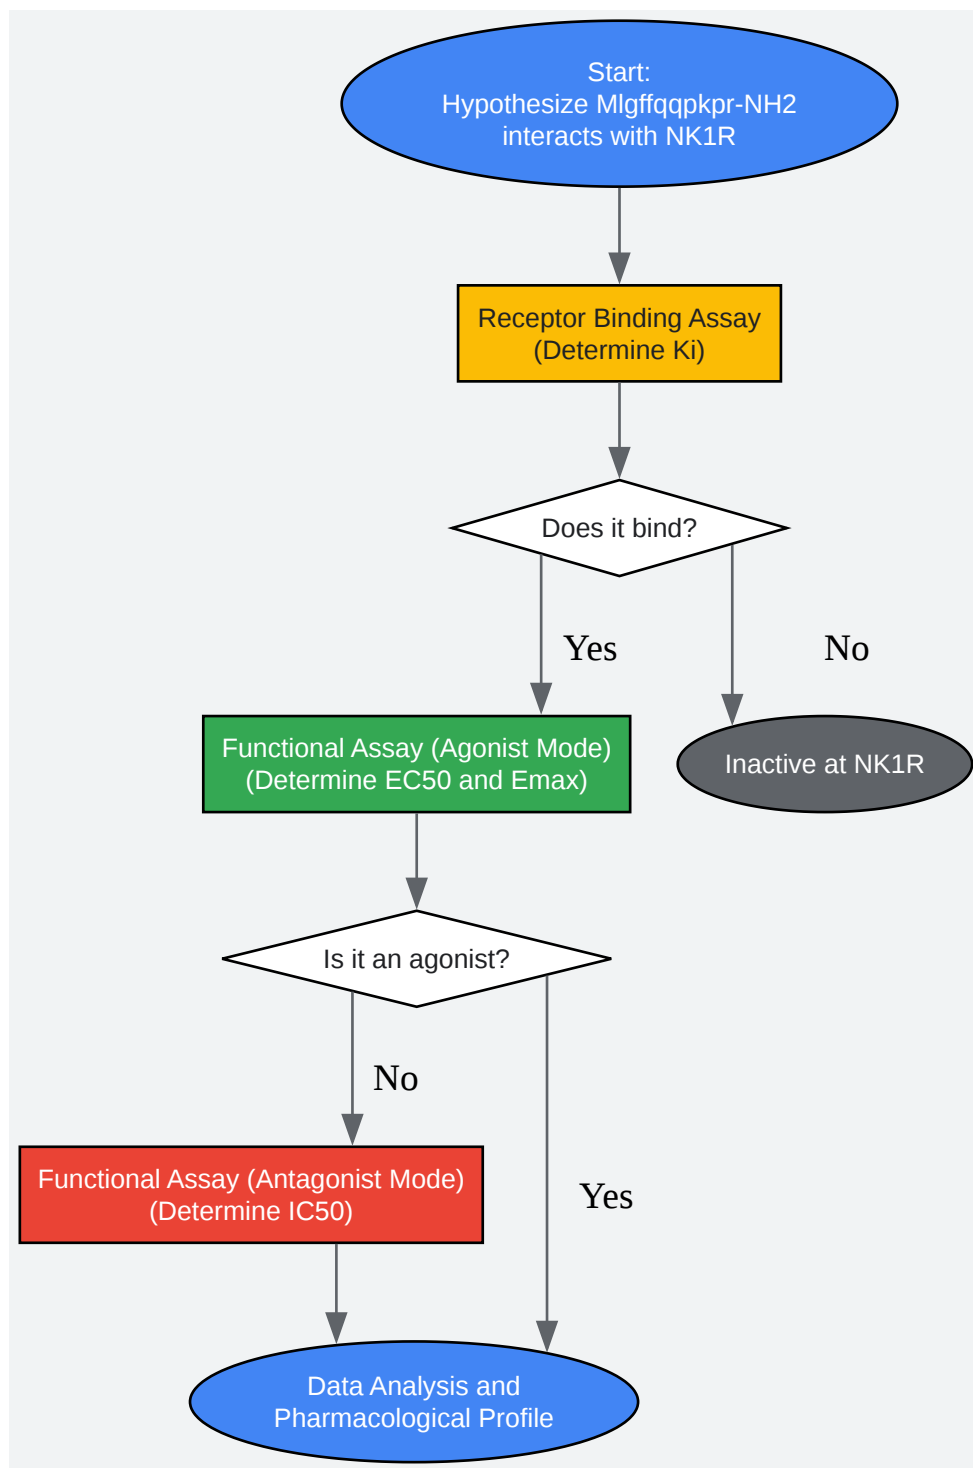 Start:
Hypothesize Mlgffqqpkpr-NH2
interacts with NK1R
Receptor Binding Assay
(Determine Ki)
Does it bind?
Yes
No
Functional Assay (Agonist Mode)
(Determine EC50 and Emax)
Inactive at NK1R
Is it an agonist?
No
Functional Assay (Antagonist Mode)
(Determine IC50)
Yes
Data Analysis and
Pharmacological Profile